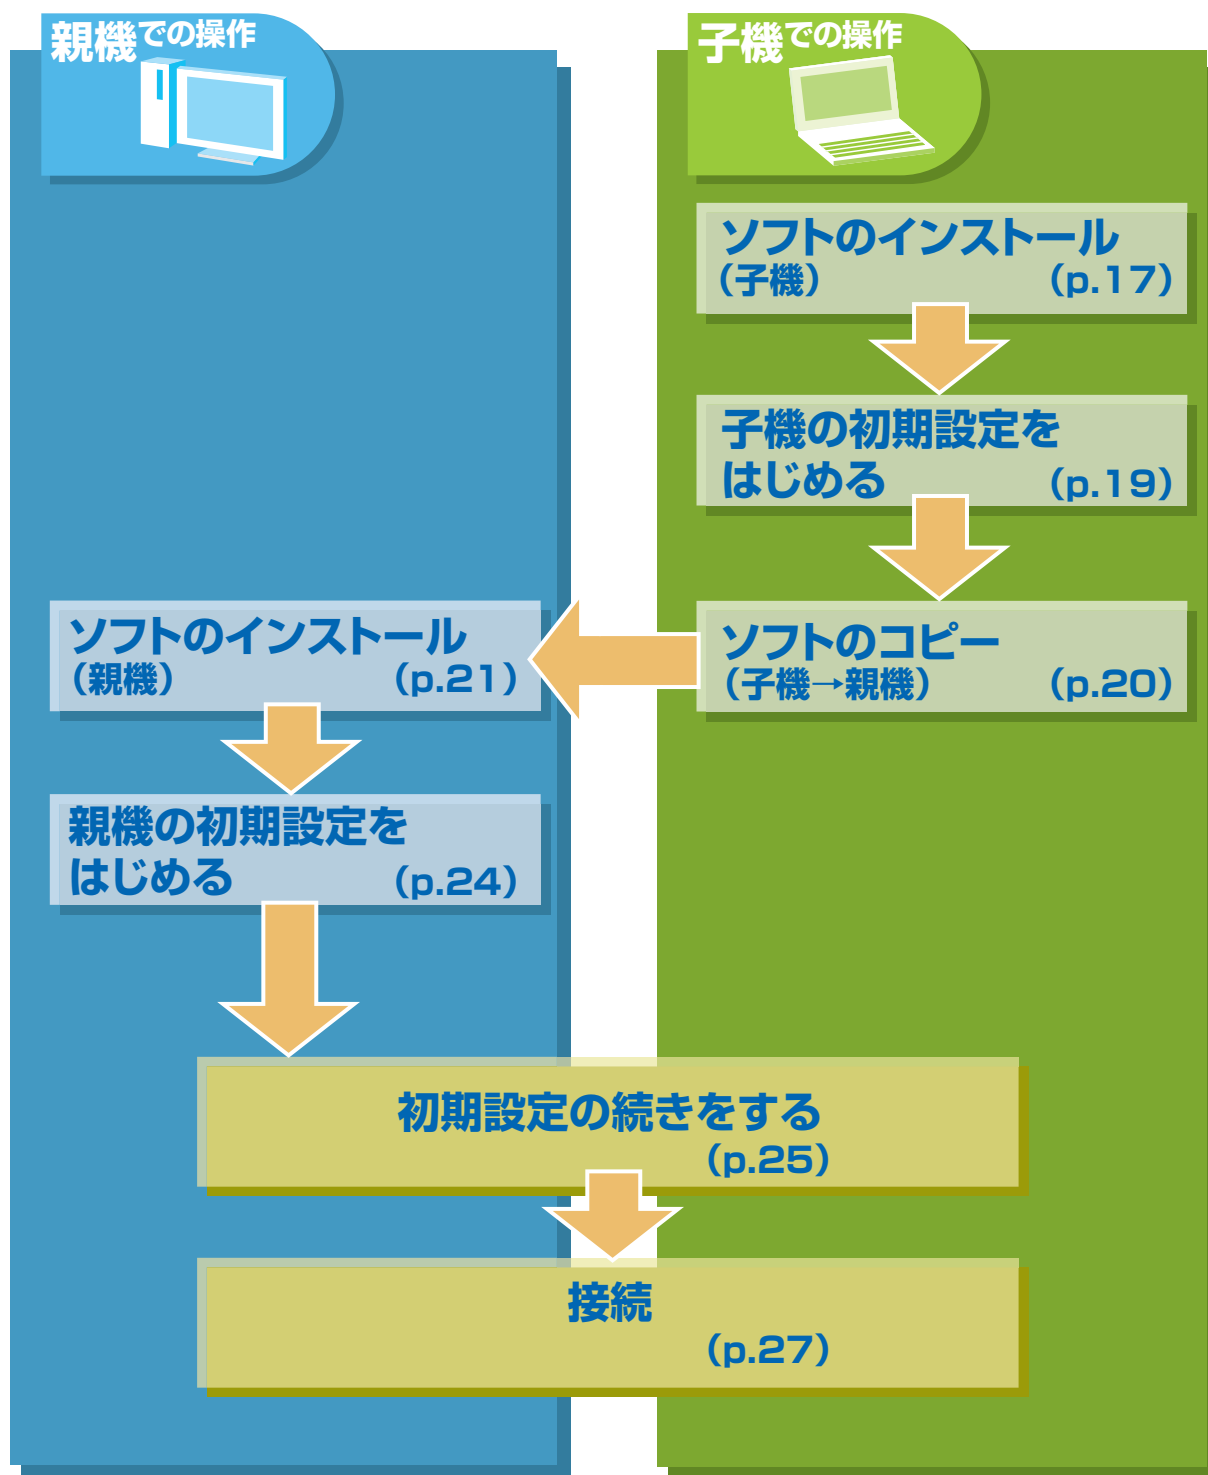 親機での操作
子機での操作
ソフトのインストール
（子機） （p.17）
子機の初期設定を
はじめる （p.19）
ソフトのコピー
（子機→親機） （p.20）
ソフトのインストール
（親機） （p.21）
親機の初期設定を
はじめる （p.24）
初期設定の続きをする
（p.25）
接続
（p.27）